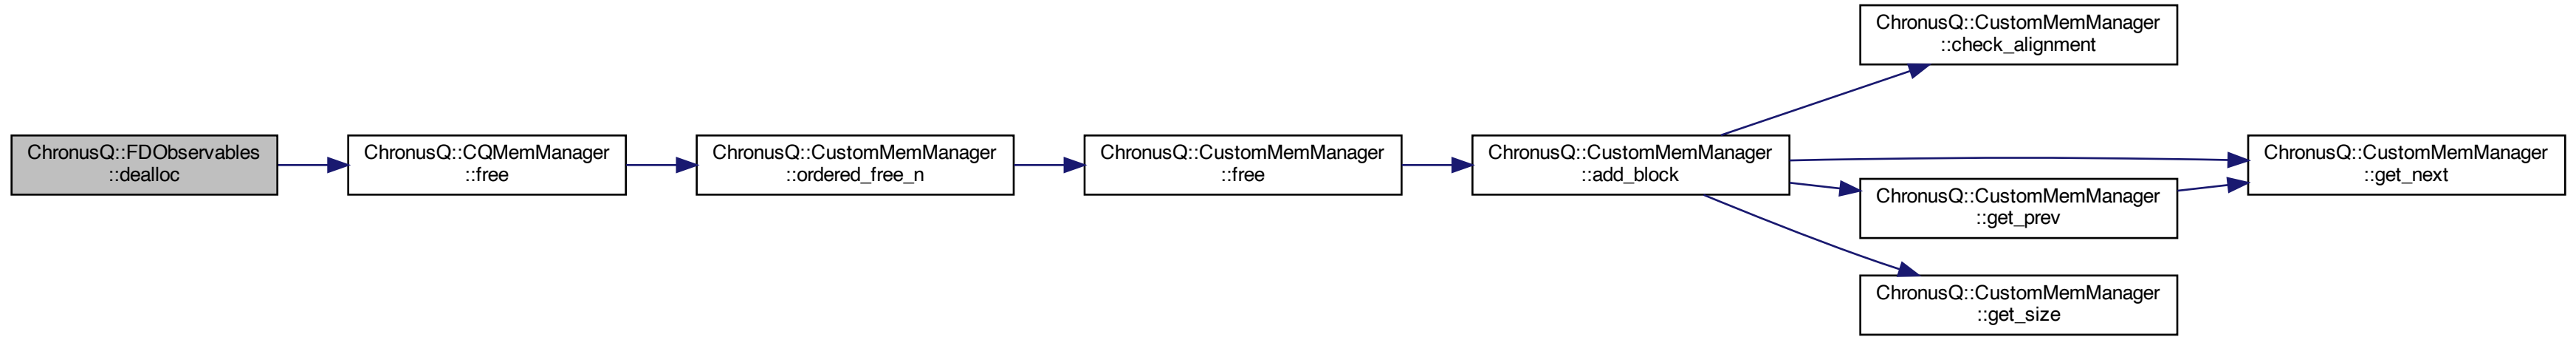 ChronusQ::FDObservables
::dealloc
ChronusQ::CQMemManager
::free
ChronusQ::CustomMemManager
::ordered_free_n
ChronusQ::CustomMemManager
::free
ChronusQ::CustomMemManager
::add_block
ChronusQ::CustomMemManager
::check_alignment
ChronusQ::CustomMemManager
::get_next
ChronusQ::CustomMemManager
::get_prev
ChronusQ::CustomMemManager
::get_size